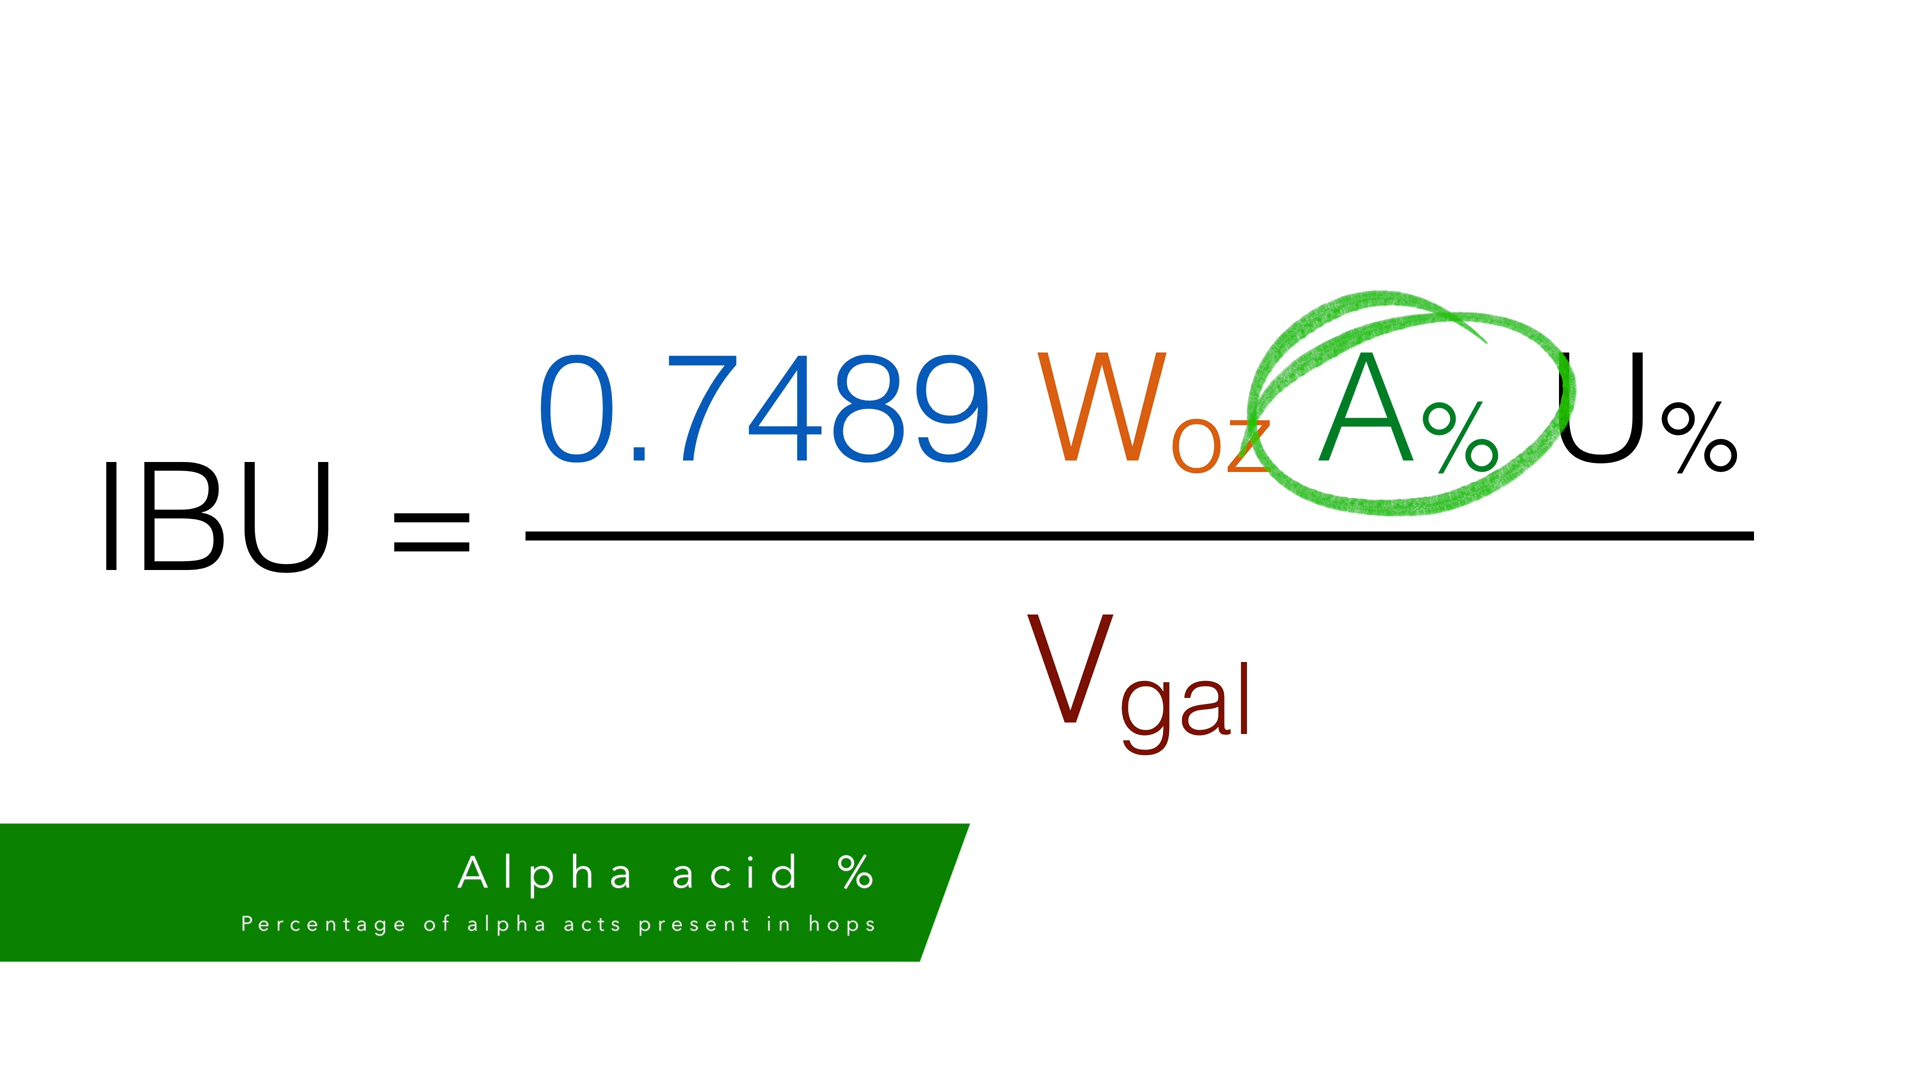 0.7489 Woz A% U%
IBU =
Vgal
Alpha acid %
Percentage of alpha acts present in hops